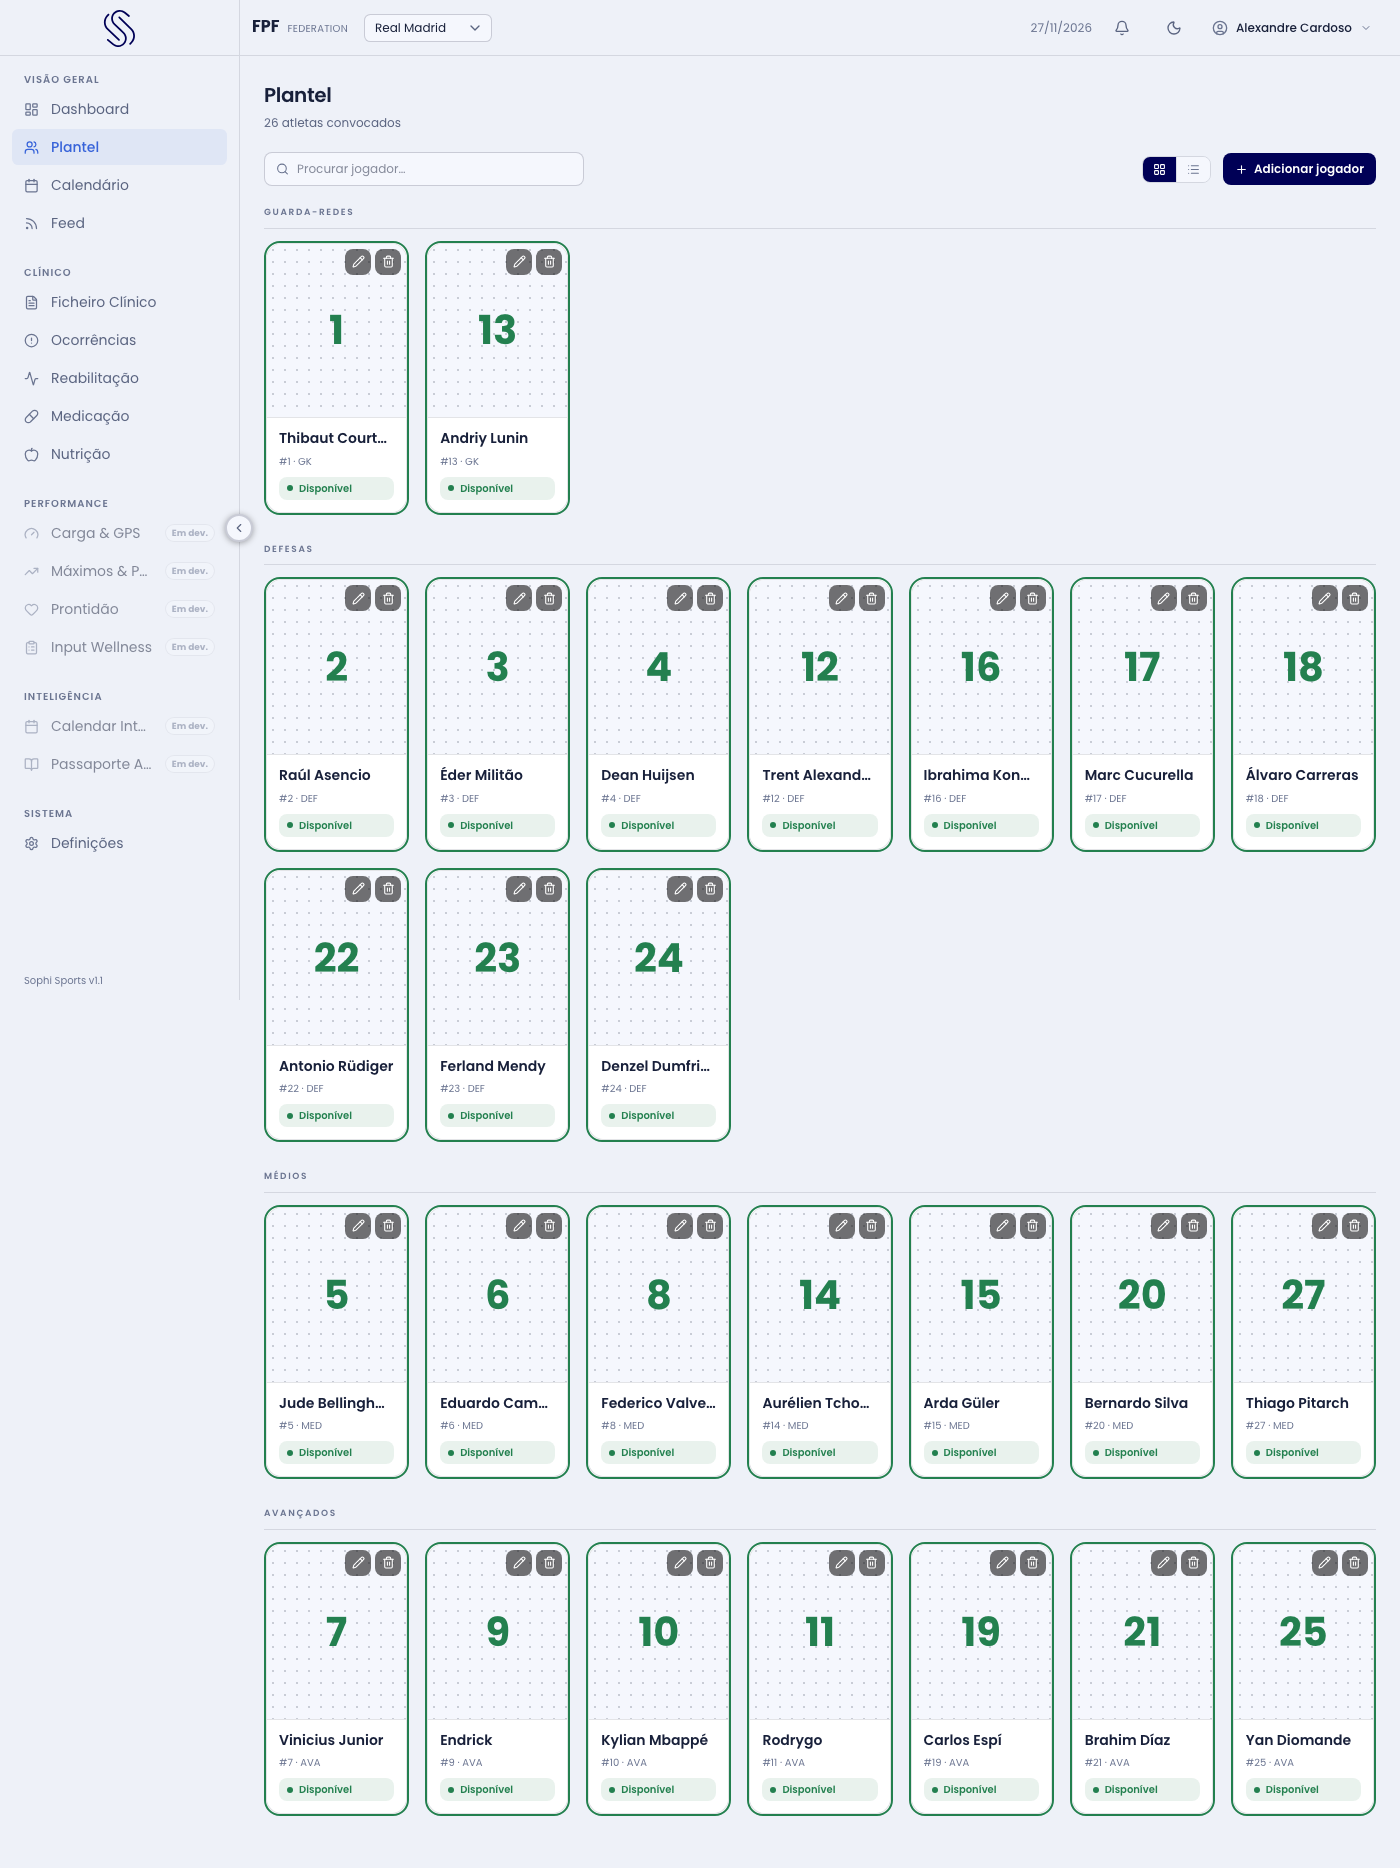 FPF FEDERATION Real Madrid 27/11/2026 Alexandre Cardoso
VISÃO GERAL
Dashboard
Plantel
Calendário
Feed
CLÍNICO
Ficheiro Clínico
Ocorrências
Reabilitação
Medicação
Nutrição
PERFORMANCE
Carga & GPS Em dev.
Máximos & P... Em dev.
Prontidão Em dev.
Input Wellness Em dev.
INTELIGÊNCIA
Calendar Int... Em dev.
Passaporte A... Em dev.
SISTEMA
Definições
Sophi Sports v1.1
Plantel
26 atletas convocados
Procurar jogador...
Adicionar jogador
GUARDA-REDES
1 13
Thibaut Court... Andriy Lunin
#1 · GK #13 · GK
Disponível Disponível
DEFESAS
2 3 4 12 16 17 18
Raúl Asencio Éder Militão Dean Huijsen Trent Alexand... Ibrahima Kon... Marc Cucurella Álvaro Carreras
#2 · DEF #3 · DEF #4 · DEF #12 · DEF #16 · DEF #17 · DEF #18 · DEF
Disponível Disponível Disponível Disponível Disponível Disponível Disponível
22 23 24
Antonio Rüdiger Ferland Mendy Denzel Dumfri...
#22 · DEF #23 · DEF #24 · DEF
Disponível Disponível Disponível
MÉDIOS
5 6 8 14 15 20 27
Jude Bellingh... Eduardo Cam... Federico Valve... Aurélien Tcho... Arda Güler Bernardo Silva Thiago Pitarch
#5 · MED #6 · MED #8 · MED #14 · MED #15 · MED #20 · MED #27 · MED
Disponível Disponível Disponível Disponível Disponível Disponível Disponível
AVANÇADOS
7 9 10 11 19 21 25
Vinicius Junior Endrick Kylian Mbappé Rodrygo Carlos Espí Brahim Díaz Yan Diomande
#7 · AVA #9 · AVA #10 · AVA #11 · AVA #19 · AVA #21 · AVA #25 · AVA
Disponível Disponível Disponível Disponível Disponível Disponível Disponível